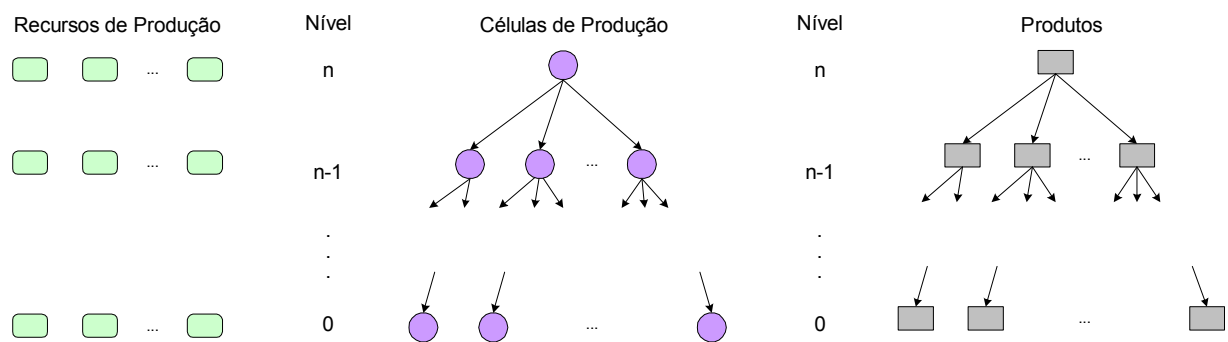 Recursos de Produção Nível Células de Produção Nível Produtos
... n n
... n-1 ... n-1 ...
. .
. .
. .
... 0 ... 0 ...